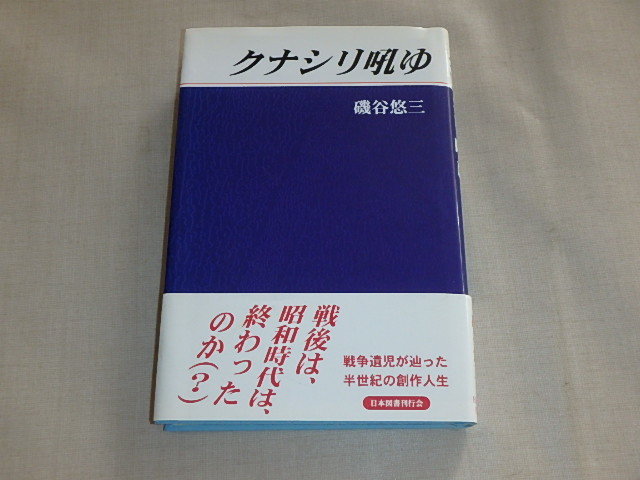 クナシリ吼ゆ
磯谷悠三
戦後は、
昭和時代は、
終わった
のか(?)
戦争遺児が辿った
半世紀の創作人生
日本図書刊行会